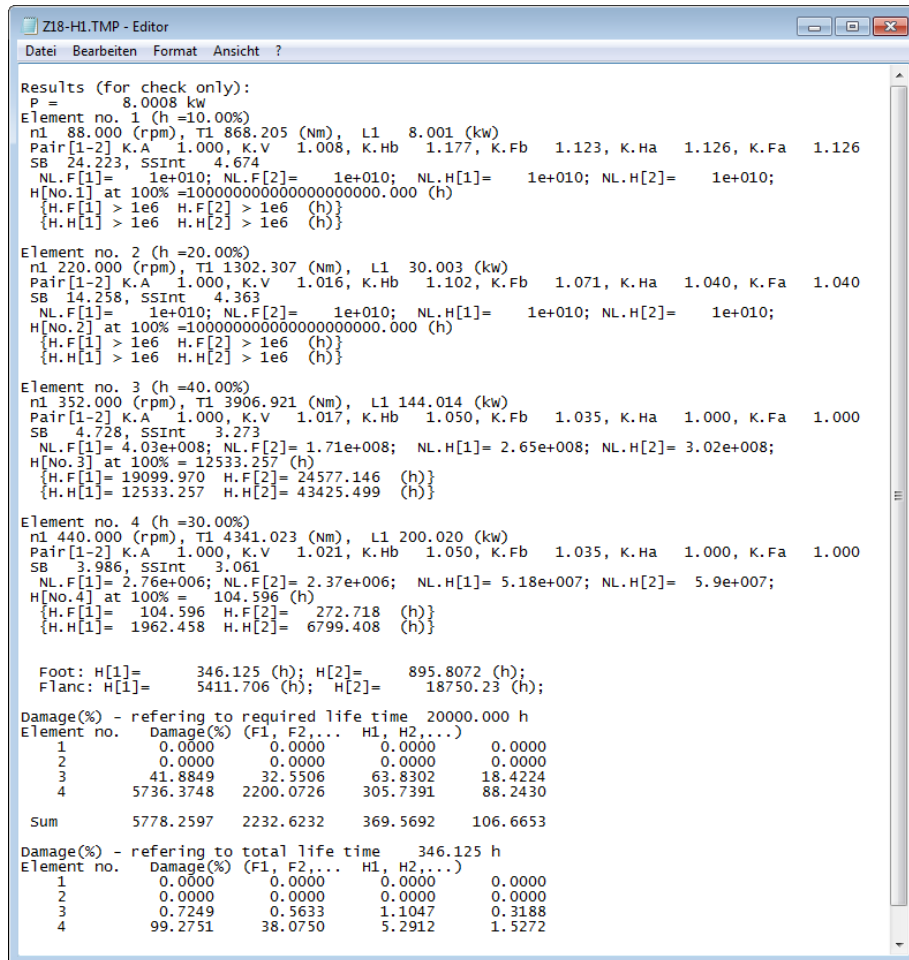 Z18-H1.TMP - Editor
Datei Bearbeiten Format Ansicht ?
Results (for check only):
P = 8.0008 kW
Element no. 1 (h =10.00%)
n1 88.000 (rpm), T1 868.205 (Nm), L1 8.001 (kW)
Pair[1-2] K.A 1.000, K.V 1.008, K.Hb 1.177, K.Fb 1.123, K.Ha 1.126, K.Fa 1.126
SB 24.223, SSInt 4.674
NL.F[1]= 1e+010; NL.F[2]= 1e+010; NL.H[1]= 1e+010; NL.H[2]= 1e+010;
H[No.1] at 100% =100000000000000000000.000 (h)
{H.F[1] > 1e6 H.F[2] > 1e6 (h)}
{H.H[1] > 1e6 H.H[2] > 1e6 (h)}
Element no. 2 (h =20.00%)
n1 220.000 (rpm), T1 1302.307 (Nm), L1 30.003 (kW)
Pair[1-2] K.A 1.000, K.V 1.016, K.Hb 1.102, K.Fb 1.071, K.Ha 1.040, K.Fa 1.040
SB 14.258, SSInt 4.363
NL.F[1]= 1e+010; NL.F[2]= 1e+010; NL.H[1]= 1e+010; NL.H[2]= 1e+010;
H[No.2] at 100% =100000000000000000000.000 (h)
{H.F[1] > 1e6 H.F[2] > 1e6 (h)}
{H.H[1] > 1e6 H.H[2] > 1e6 (h)}
Element no. 3 (h =40.00%)
n1 352.000 (rpm), T1 3906.921 (Nm), L1 144.014 (kW)
Pair[1-2] K.A 1.000, K.V 1.017, K.Hb 1.050, K.Fb 1.035, K.Ha 1.000, K.Fa 1.000
SB 4.728, SSInt 3.273
NL.F[1]= 4.03e+008; NL.F[2]= 1.71e+008; NL.H[1]= 2.65e+008; NL.H[2]= 3.02e+008;
H[No.3] at 100% = 12533.257 (h)
{H.F[1]= 19099.970 H.F[2]= 24577.146 (h)}
{H.H[1]= 12533.257 H.H[2]= 43425.499 (h)}
Element no. 4 (h =30.00%)
n1 440.000 (rpm), T1 4341.023 (Nm), L1 200.020 (kW)
Pair[1-2] K.A 1.000, K.V 1.021, K.Hb 1.050, K.Fb 1.035, K.Ha 1.000, K.Fa 1.000
SB 3.986, SSInt 3.061
NL.F[1]= 2.76e+006; NL.F[2]= 2.37e+006; NL.H[1]= 5.18e+007; NL.H[2]= 5.9e+007;
H[No.4] at 100% = 104.596 (h)
{H.F[1]= 104.596 H.F[2]= 272.718 (h)}
{H.H[1]= 1962.458 H.H[2]= 6799.408 (h)}
Foot: H[1]= 346.125 (h); H[2]= 895.8072 (h);
Flanc: H[1]= 5411.706 (h); H[2]= 18750.23 (h);
Damage(%) - refering to required life time 20000.000 h
Element no. Damage(%) (F1, F2,... H1, H2,...)
1 0.0000 0.0000 0.0000 0.0000
2 0.0000 0.0000 0.0000 0.0000
3 41.8849 32.5506 63.8302 18.4224
4 5736.3748 2200.0726 305.7391 88.2430
Sum 5778.2597 2232.6232 369.5692 106.6653
Damage(%) - refering to total life time 346.125 h
Element no. Damage(%) (F1, F2,... H1, H2,...)
1 0.0000 0.0000 0.0000 0.0000
2 0.0000 0.0000 0.0000 0.0000
3 0.7249 0.5633 1.1047 0.3188
4 99.2751 38.0750 5.2912 1.5272